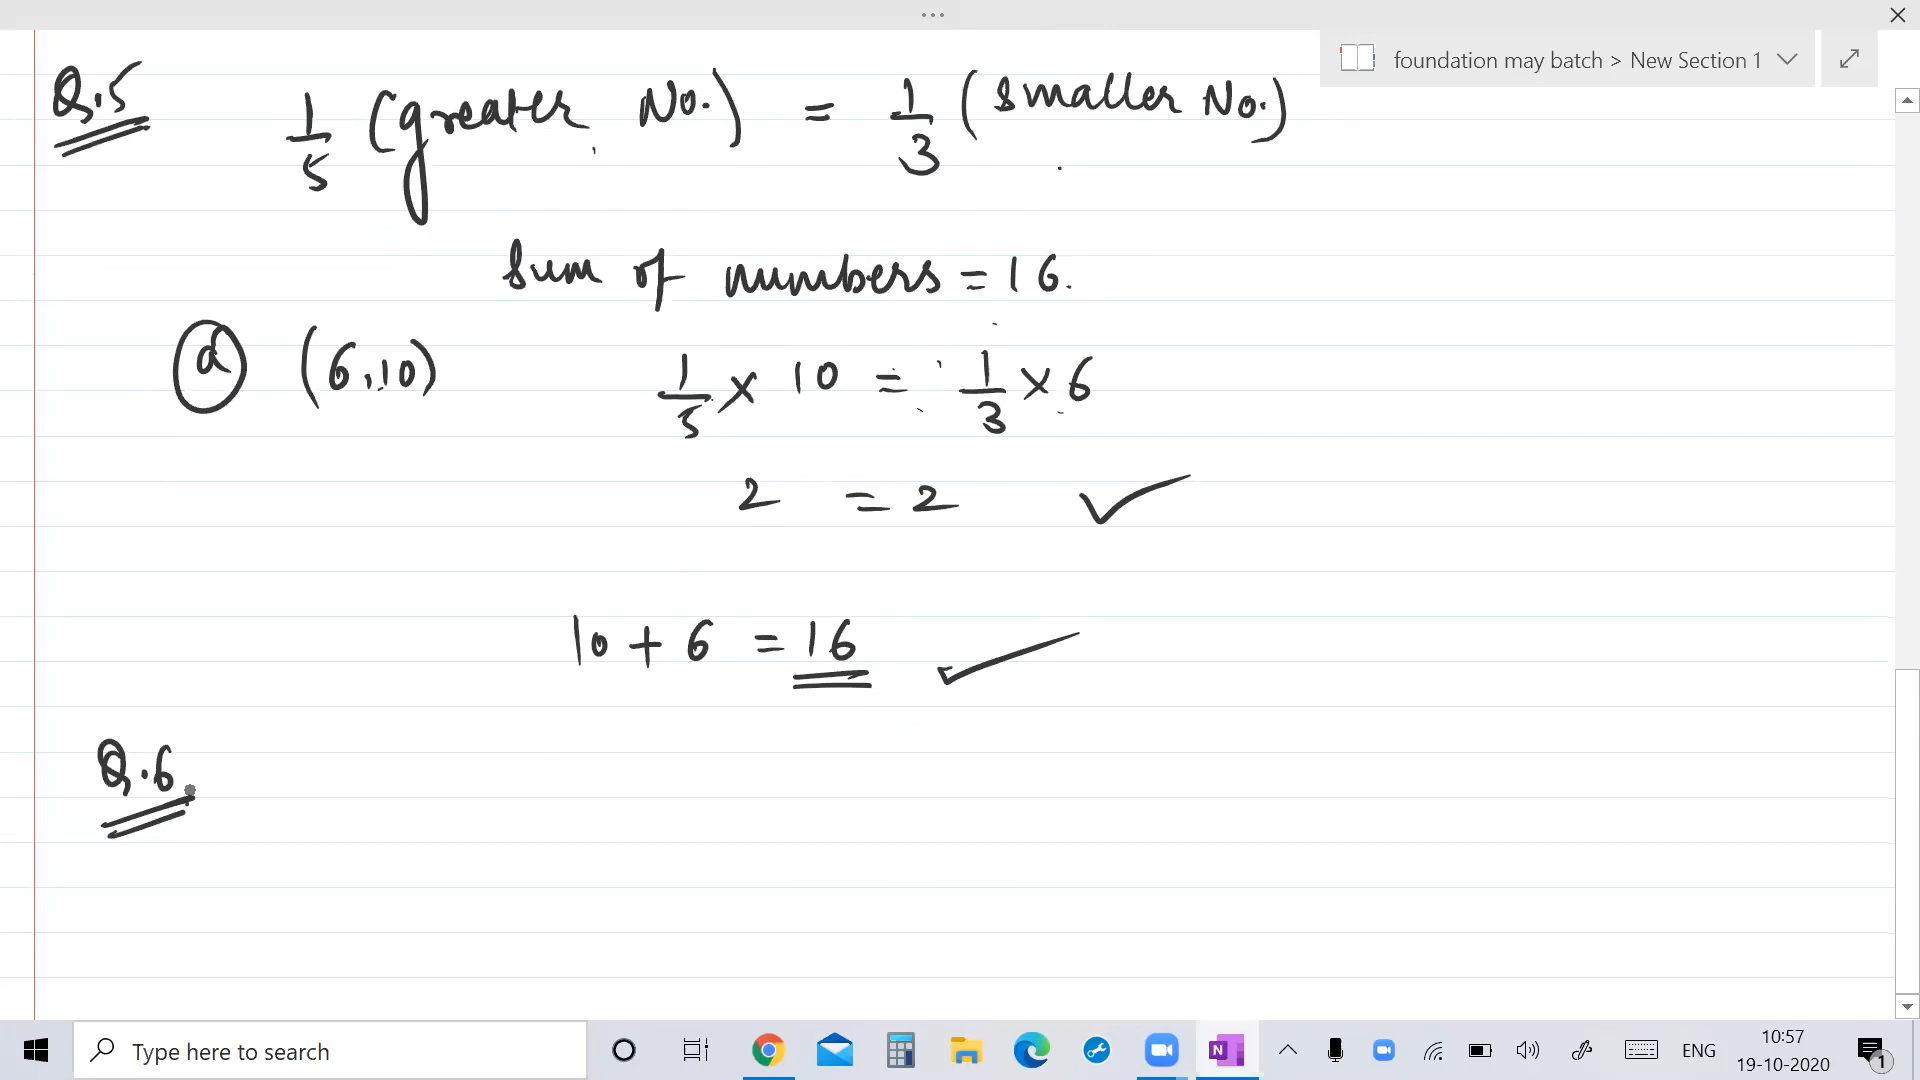 foundation may batch > New Section 1
Q.5 1/5 (greater No.) = 1/3 (smaller No.)
Sum of numbers = 16.
a (6,10) 1/5 × 10 = 1/3 × 6
2 = 2 ✓
10 + 6 = 16 ✓
Q.6
Type here to search
ENG
10:57
19-10-2020
1